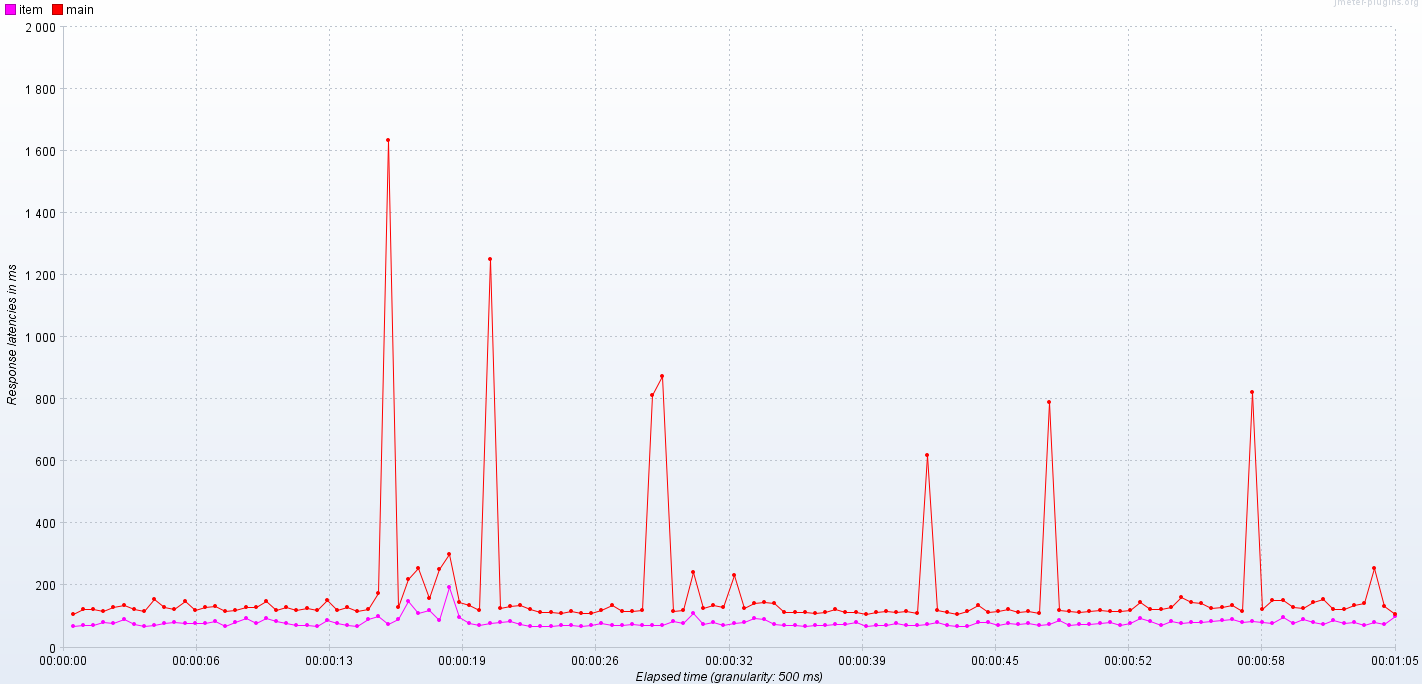 item main
jmeter-plugins.org
2 000
1 800
1 600
1 400
1 200
1 000
800
600
400
200
0
Response latencies in ms
00:00:00 00:00:06 00:00:13 00:00:19 00:00:26 00:00:32 00:00:39 00:00:45 00:00:52 00:00:58 00:01:05
Elapsed time (granularity: 500 ms)